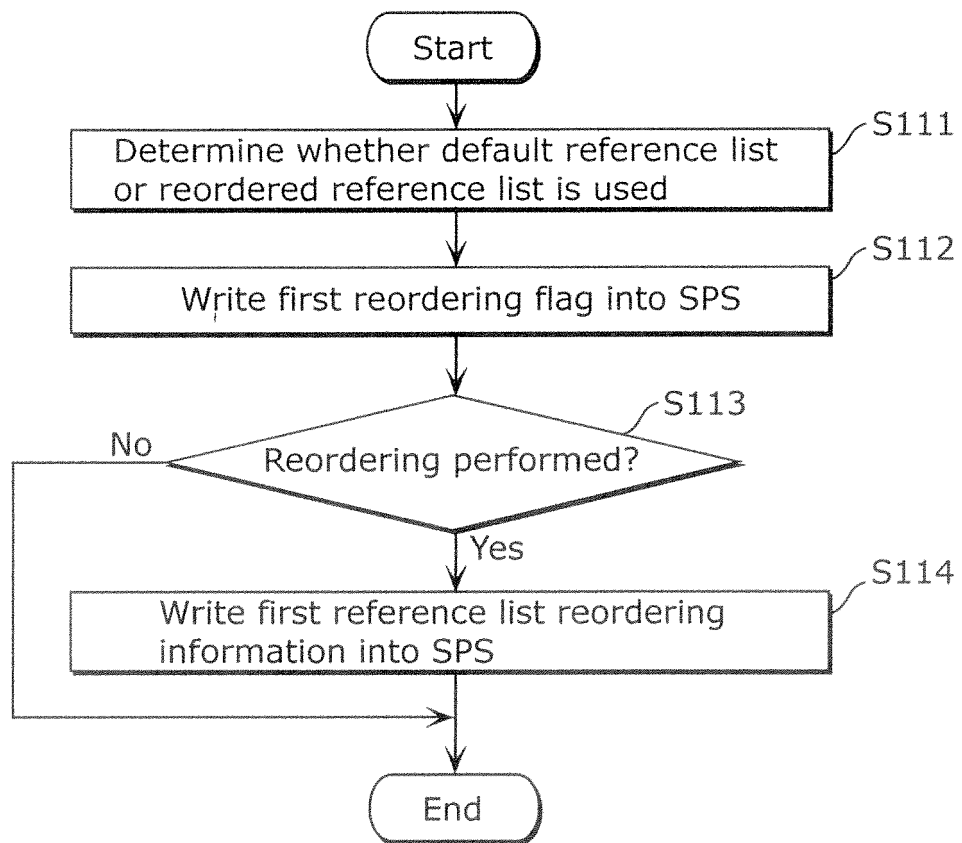 Start
S111
Determine whether default reference list
or reordered reference list is used
S112
Write first reordering flag into SPS
S113
No
Reordering performed?
Yes
S114
Write first reference list reordering
information into SPS
End